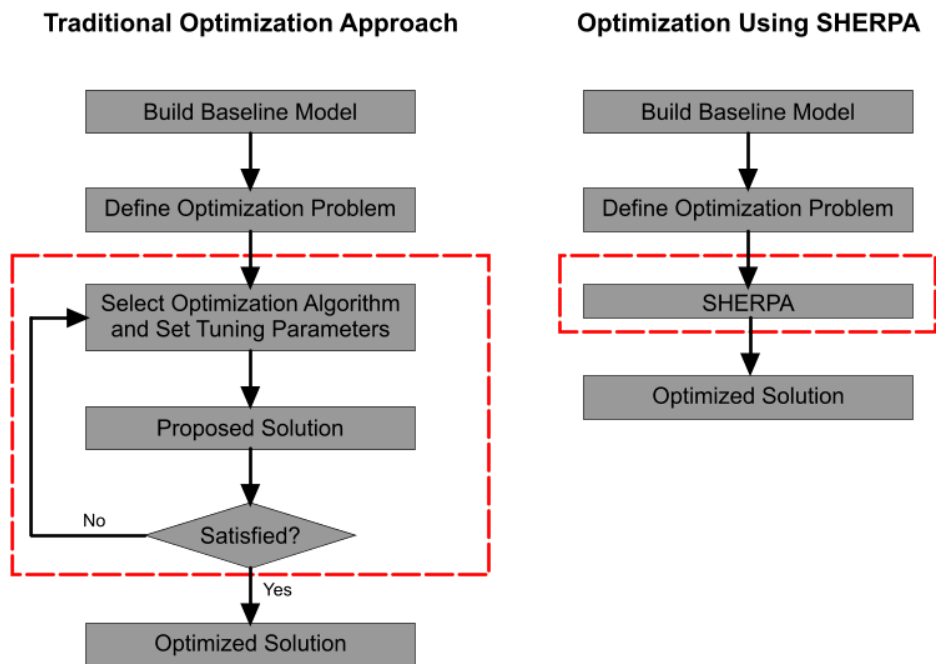 Traditional Optimization Approach
Build Baseline Model
Define Optimization Problem
Select Optimization Algorithm
and Set Tuning Parameters
Proposed Solution
No
Satisfied?
Yes
Optimized Solution
Optimization Using SHERPA
Build Baseline Model
Define Optimization Problem
SHERPA
Optimized Solution